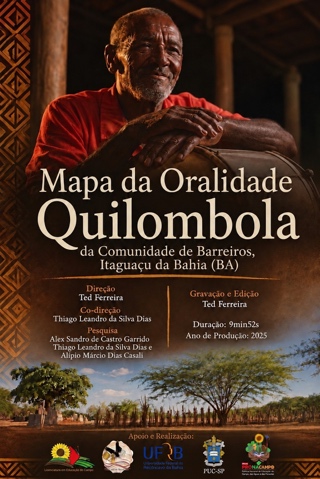 Mapa da Oralidade
Quilombola
da Comunidade de Barreiros,
Itaguaçu da Bahia (BA)
Direção
Ted Ferreira
Co-direção
Thiago Leandro da Silva Dias
Pesquisa
Alex Sandro de Castro Garrido
Thiago Leandro da Silva Dias e
Alípio Márcio Dias Casali
Gravação e Edição
Ted Ferreira
Duração: 9min52s
Ano de Produção: 2025
Apoio e Realização:
PUC-SP
PRONACAMPO